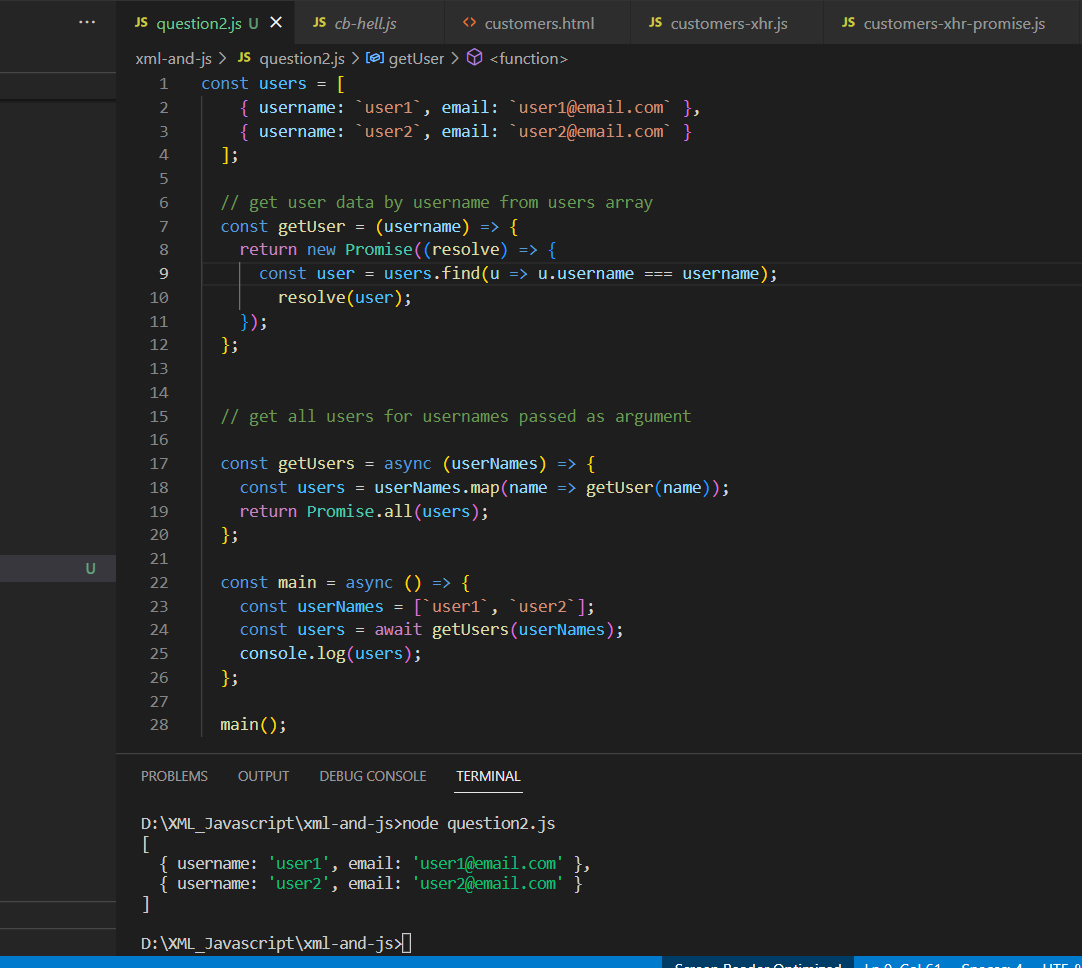 ...
JS question2.js U ✕ JS cb-hell.js <> customers.html JS customers-xhr.js JS customers-xhr-promise.js
xml-and-js > JS question2.js > getUser > <function>
1 const users = [
2 { username: `user1`, email: `user1@email.com` },
3 { username: `user2`, email: `user2@email.com` }
4 ];
5
6 // get user data by username from users array
7 const getUser = (username) => {
8 return new Promise((resolve) => {
9 const user = users.find(u => u.username === username);
10 resolve(user);
11 });
12 };
13
14
15 // get all users for usernames passed as argument
16
17 const getUsers = async (userNames) => {
18 const users = userNames.map(name => getUser(name));
19 return Promise.all(users);
20 };
21
U
22 const main = async () => {
23 const userNames = [`user1`, `user2`];
24 const users = await getUsers(userNames);
25 console.log(users);
26 };
27
28 main();
PROBLEMS OUTPUT DEBUG CONSOLE TERMINAL
D:\XML_Javascript\xml-and-js>node question2.js
[
{ username: 'user1', email: 'user1@email.com' },
{ username: 'user2', email: 'user2@email.com' }
]
D:\XML_Javascript\xml-and-js>
Screen Reader Optimized Ln 9, Col 61 Spaces: 4